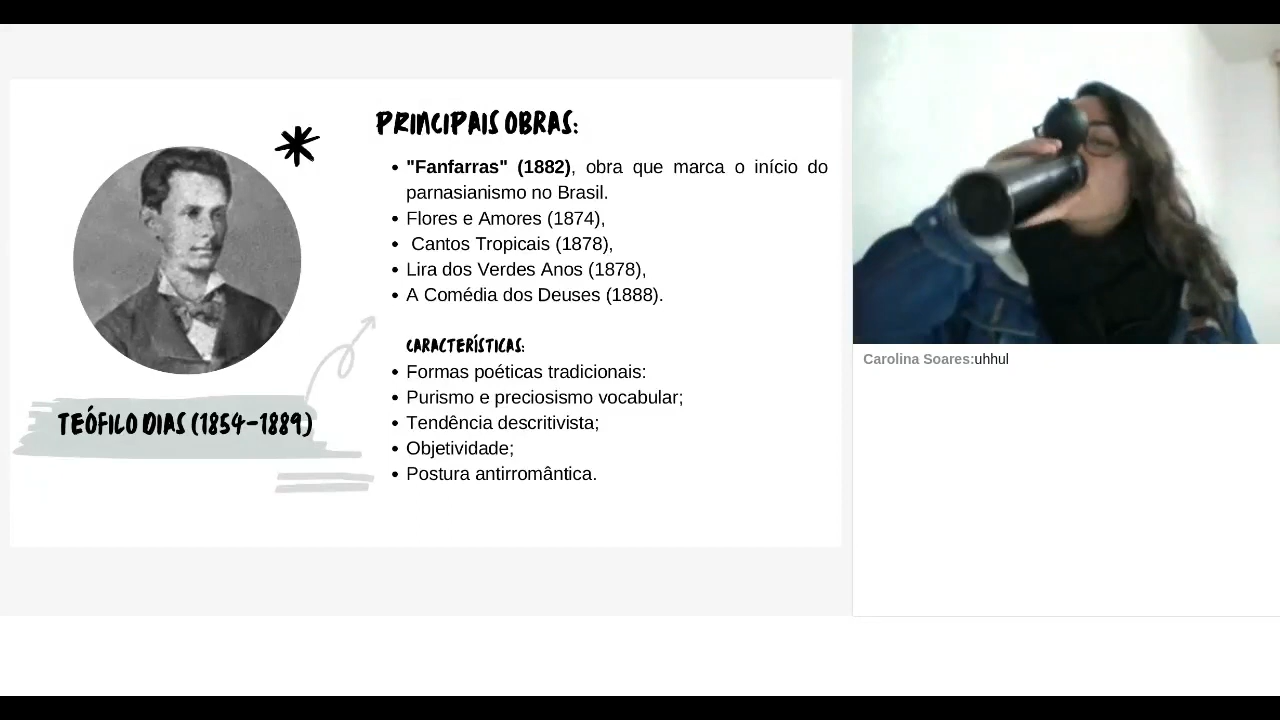 PRINCIPAIS OBRAS:
"Fanfarras" (1882), obra que marca o início do
parnasianismo no Brasil.
Flores e Amores (1874),
Cantos Tropicais (1878),
Lira dos Verdes Anos (1878),
A Comédia dos Deuses (1888).
CARACTERÍSTICAS:
Formas poéticas tradicionais:
Purismo e preciosismo vocabular;
Tendência descritivista;
Objetividade;
Postura antirromântica.
TEÓFILO DIAS (1854-1889)
Carolina Soares:uhhul